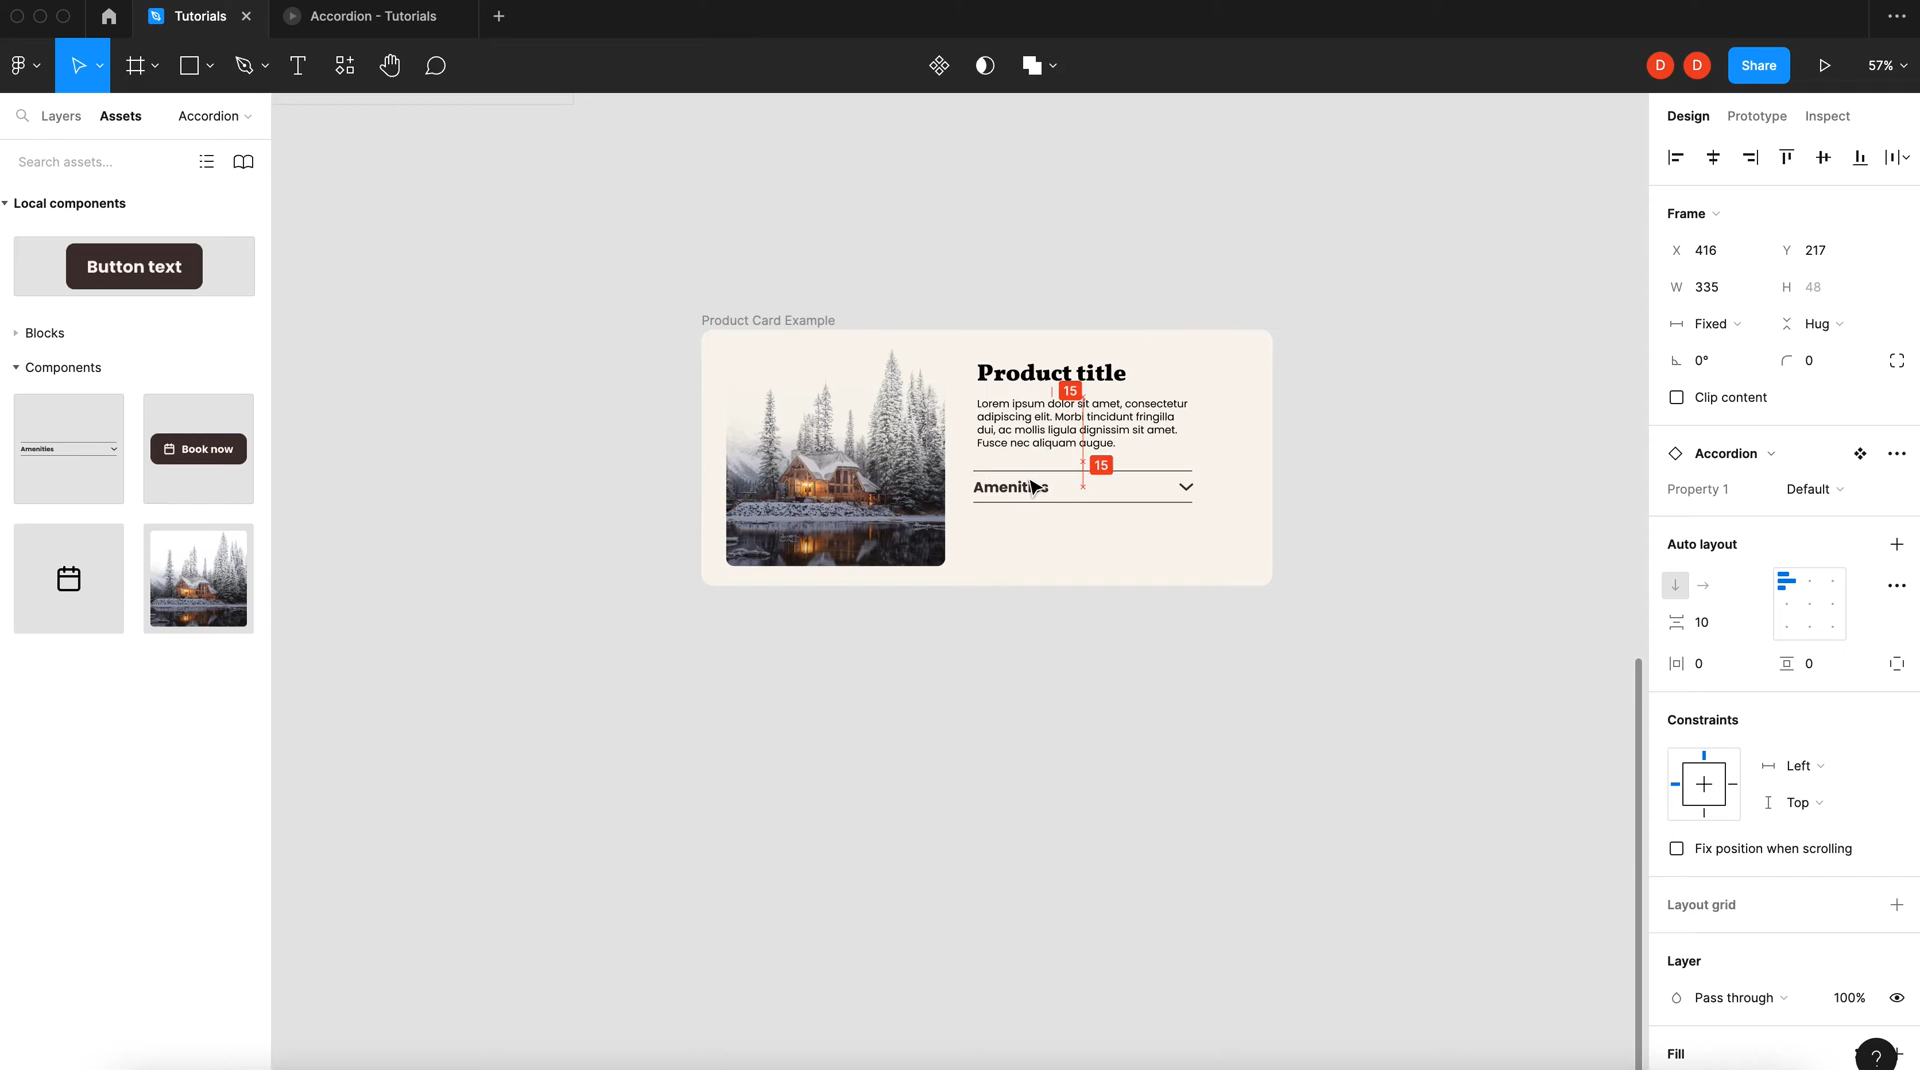 Tutorials
Accordion - Tutorials
D
D
Share
57%
Layers
Assets
Accordion
Search assets...
Local components
Button text
Blocks
Components
Amenities
Book now
Product Card Example
Product title
15
Lorem ipsum dolor sit amet, consectetur
adipiscing elit. Morbi tincidunt fringilla
dui, ac mollis ligula dignissim sit amet.
Fusce nec aliquam augue.
15
Amenities
Design
Prototype
Inspect
Frame
X 416
Y 217
W 335
H 48
Fixed
Hug
0°
0
Clip content
Accordion
Property 1
Default
Auto layout
10
0
0
Constraints
Left
Top
Fix position when scrolling
Layout grid
Layer
Pass through
100%
Fill
?